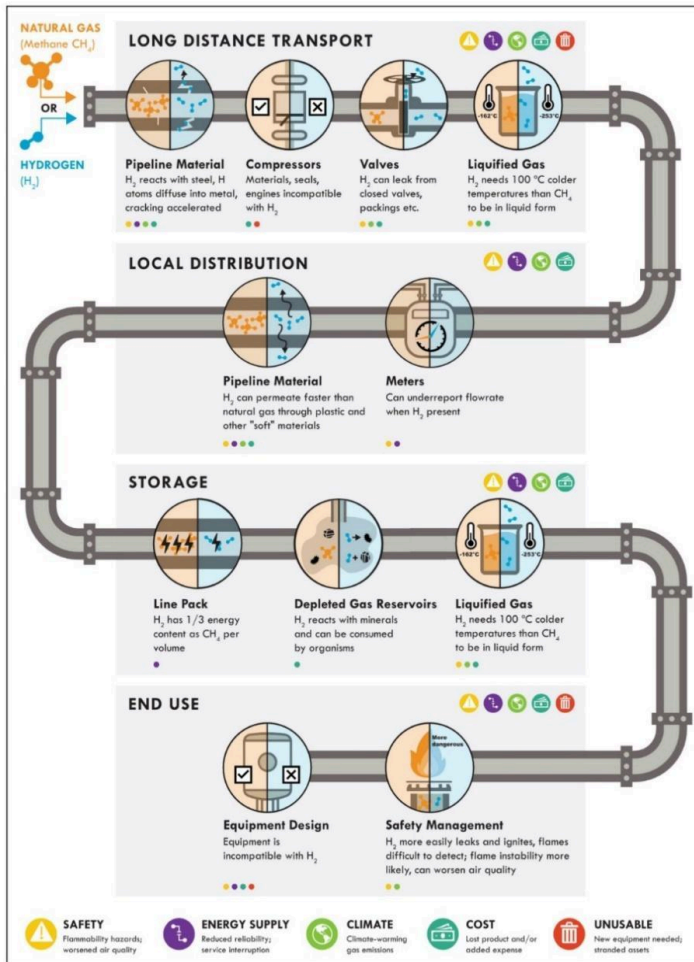 NATURAL GAS
(Methane CH₄)
OR
HYDROGEN
(H₂)
LONG DISTANCE TRANSPORT
-162°C
-253°C
Pipeline Material
H₂ reacts with steel, H
atoms diffuse into metal,
cracking accelerated
Compressors
Materials, seals,
engines incompatible
with H₂
Valves
H₂ can leak from
closed valves,
packings etc.
Liquified Gas
H₂ needs 100 °C colder
temperatures than CH₄
to be in liquid form
LOCAL DISTRIBUTION
Pipeline Material
H₂ can permeate faster than
natural gas through plastic and
other "soft" materials
Meters
Can underreport flowrate
when H₂ present
STORAGE
-162°C
-253°C
Line Pack
H₂ has 1/3 energy
content as CH₄ per
volume
Depleted Gas Reservoirs
H₂ reacts with minerals
and can be consumed
by organisms
Liquified Gas
H₂ needs 100 °C colder
temperatures than CH₄
to be in liquid form
END USE
More
dangerous
Equipment Design
Equipment is
incompatible with H₂
Safety Management
H₂ more easily leaks and ignites, flames
difficult to detect; flame instability more
likely, can worsen air quality
SAFETY
Flammability hazards;
worsened air quality
ENERGY SUPPLY
Reduced reliability;
service interruption
CLIMATE
Climate-warming
gas emissions
COST
Lost product and/or
added expense
UNUSABLE
New equipment needed;
stranded assets